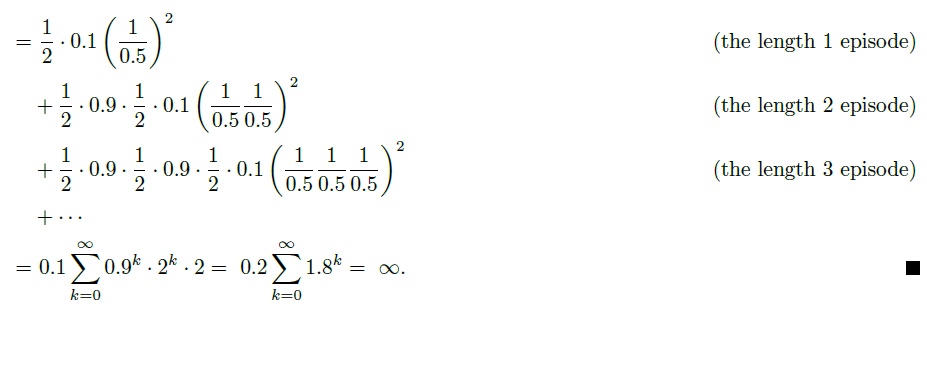 = 1/2 · 0.1 (1/0.5)² (the length 1 episode)
+ 1/2 · 0.9 · 1/2 · 0.1 (1/0.5 1/0.5)² (the length 2 episode)
+ 1/2 · 0.9 · 1/2 · 0.9 · 1/2 · 0.1 (1/0.5 1/0.5 1/0.5)² (the length 3 episode)
+ ···
= 0.1 ∑_{k=0}^{∞} 0.9^k · 2^k · 2 = 0.2 ∑_{k=0}^{∞} 1.8^k = ∞. ■